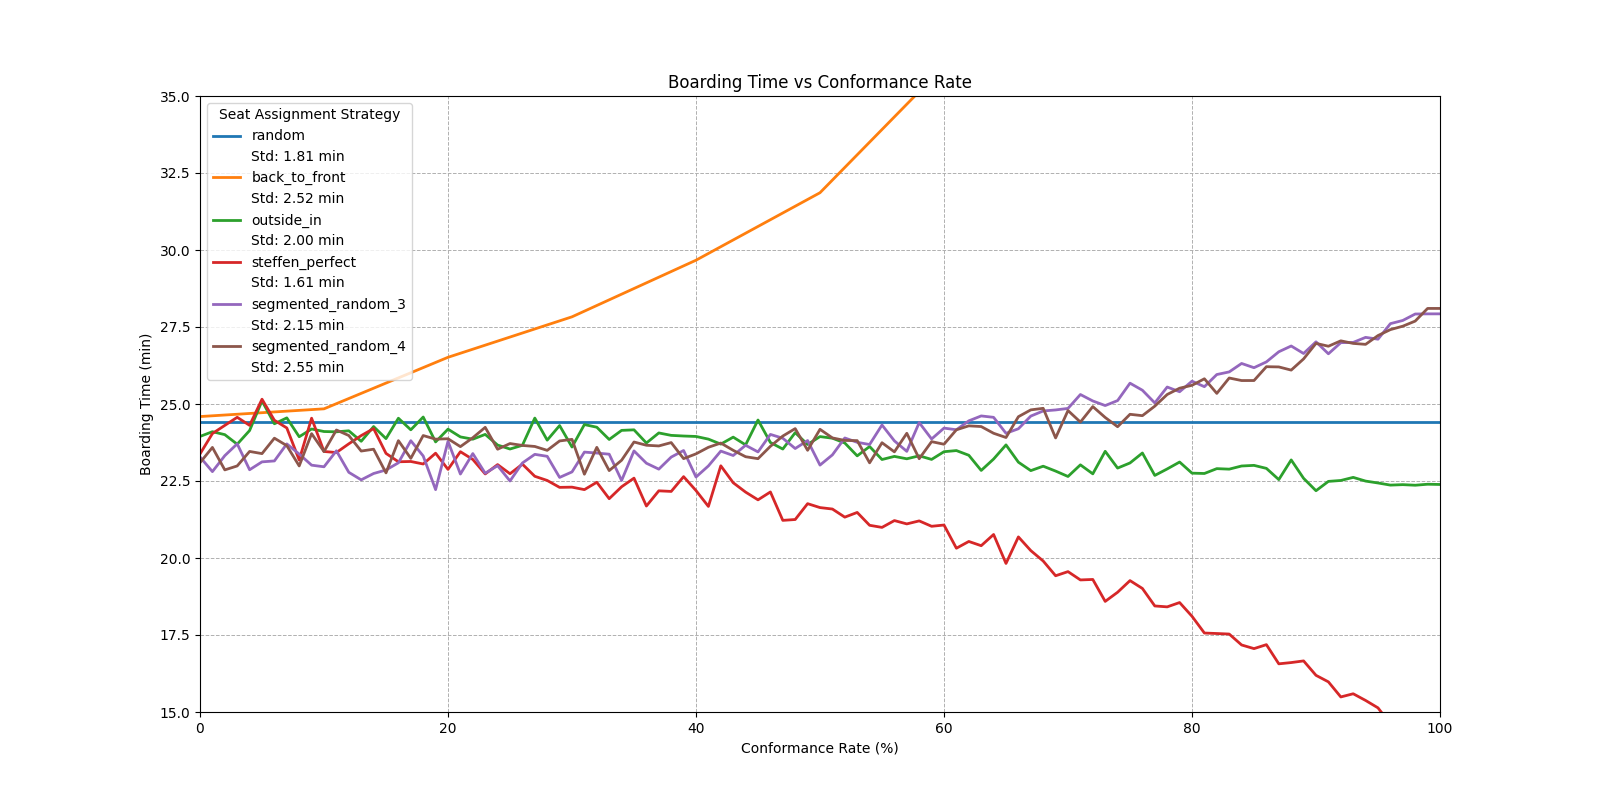 Boarding Time vs Conformance Rate
35.0
32.5
30.0
27.5
25.0
22.5
20.0
17.5
15.0
Boarding Time (min)
Seat Assignment Strategy
random
Std: 1.81 min
back_to_front
Std: 2.52 min
outside_in
Std: 2.00 min
steffen_perfect
Std: 1.61 min
segmented_random_3
Std: 2.15 min
segmented_random_4
Std: 2.55 min
0 20 40 60 80 100
Conformance Rate (%)